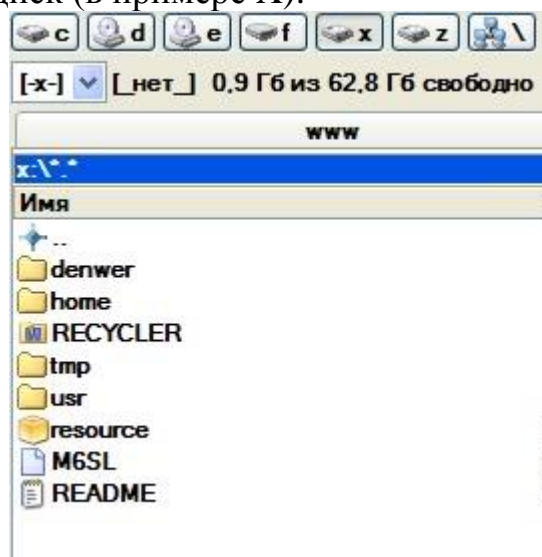 диск (в примере X).
c d e f x z \
[-x-] [_нет_] 0,9 Гб из 62,8 Гб свободно
www
x:\*.*
Имя
..
denwer
home
RECYCLER
tmp
usr
resource
M6SL
README